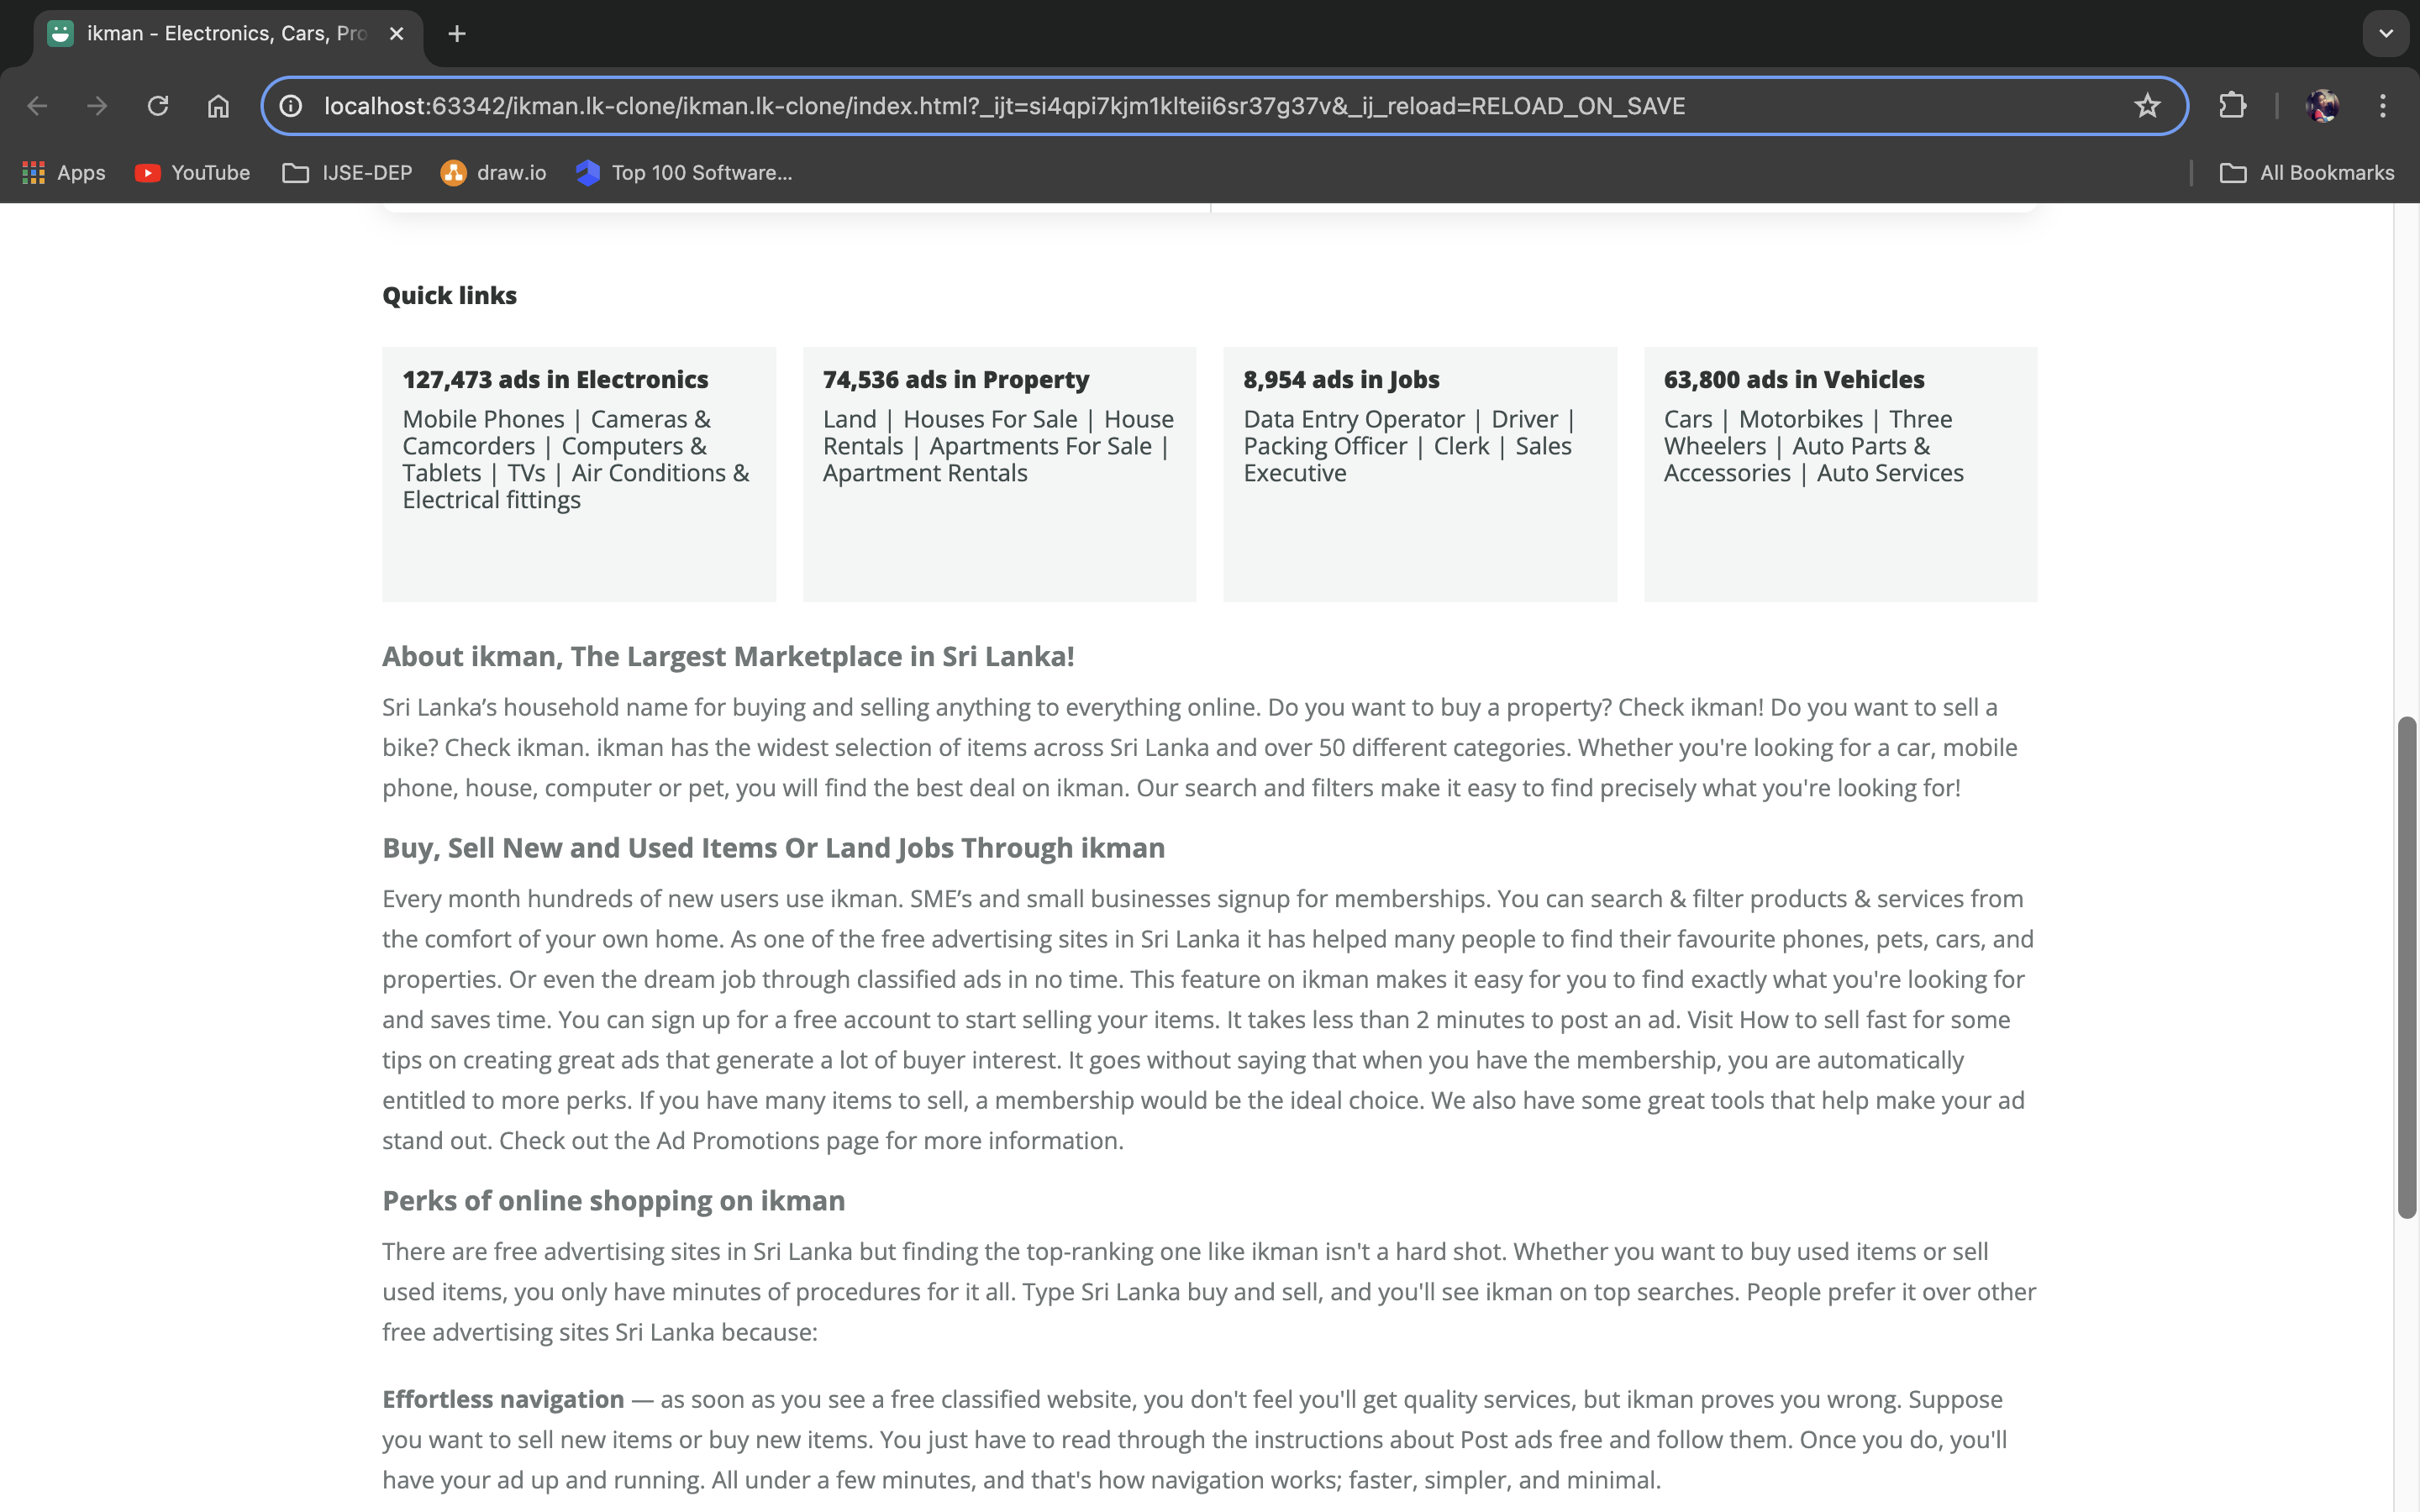 ikman - Electronics, Cars, Pro
localhost:63342/ikman.lk-clone/ikman.lk-clone/index.html?_ijt=si4qpi7kjm1klteii6sr37g37v&_ij_reload=RELOAD_ON_SAVE
Apps YouTube IJSE-DEP draw.io Top 100 Software... All Bookmarks
Quick links
127,473 ads in Electronics
Mobile Phones | Cameras &
Camcorders | Computers &
Tablets | TVs | Air Conditions &
Electrical fittings
74,536 ads in Property
Land | Houses For Sale | House
Rentals | Apartments For Sale |
Apartment Rentals
8,954 ads in Jobs
Data Entry Operator | Driver |
Packing Officer | Clerk | Sales
Executive
63,800 ads in Vehicles
Cars | Motorbikes | Three
Wheelers | Auto Parts &
Accessories | Auto Services
About ikman, The Largest Marketplace in Sri Lanka!
Sri Lanka’s household name for buying and selling anything to everything online. Do you want to buy a property? Check ikman! Do you want to sell a
bike? Check ikman. ikman has the widest selection of items across Sri Lanka and over 50 different categories. Whether you're looking for a car, mobile
phone, house, computer or pet, you will find the best deal on ikman. Our search and filters make it easy to find precisely what you're looking for!
Buy, Sell New and Used Items Or Land Jobs Through ikman
Every month hundreds of new users use ikman. SME’s and small businesses signup for memberships. You can search & filter products & services from
the comfort of your own home. As one of the free advertising sites in Sri Lanka it has helped many people to find their favourite phones, pets, cars, and
properties. Or even the dream job through classified ads in no time. This feature on ikman makes it easy for you to find exactly what you're looking for
and saves time. You can sign up for a free account to start selling your items. It takes less than 2 minutes to post an ad. Visit How to sell fast for some
tips on creating great ads that generate a lot of buyer interest. It goes without saying that when you have the membership, you are automatically
entitled to more perks. If you have many items to sell, a membership would be the ideal choice. We also have some great tools that help make your ad
stand out. Check out the Ad Promotions page for more information.
Perks of online shopping on ikman
There are free advertising sites in Sri Lanka but finding the top-ranking one like ikman isn't a hard shot. Whether you want to buy used items or sell
used items, you only have minutes of procedures for it all. Type Sri Lanka buy and sell, and you'll see ikman on top searches. People prefer it over other
free advertising sites Sri Lanka because:
Effortless navigation — as soon as you see a free classified website, you don't feel you'll get quality services, but ikman proves you wrong. Suppose
you want to sell new items or buy new items. You just have to read through the instructions about Post ads free and follow them. Once you do, you'll
have your ad up and running. All under a few minutes, and that's how navigation works; faster, simpler, and minimal.